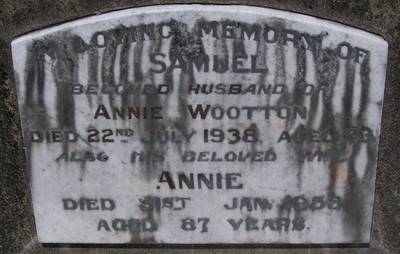 IN LOVING MEMORY OF
SAMUEL
BELOVED HUSBAND OF
ANNIE WOOTTON
DIED 22ND JULY 1938, AGED
ALSO HIS BELOVED WIFE
ANNIE
DIED 31ST JAN.
AGED 87 YEARS.